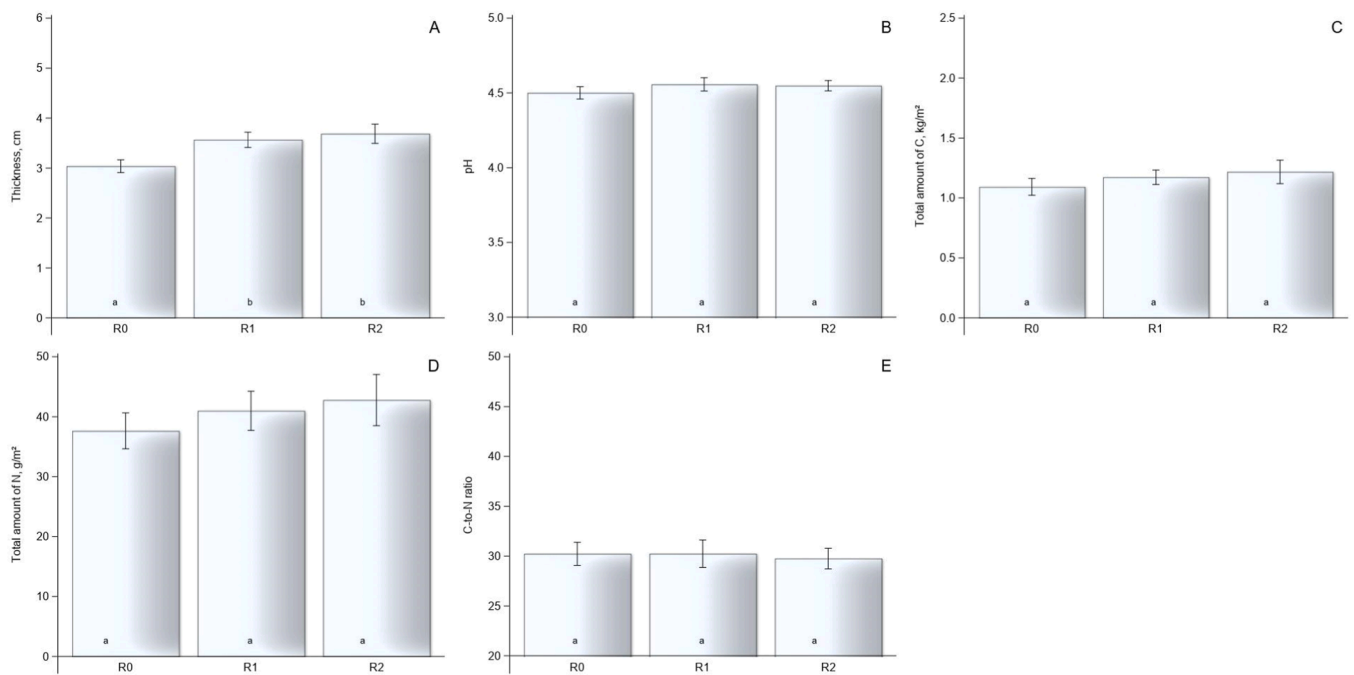 A
Thickness, cm
6
5
4
3
2
1
0
a
b
b
R0
R1
R2
B
pH
5.0
4.5
4.0
3.5
3.0
a
a
a
R0
R1
R2
C
Total amount of C, kg/m²
2.5
2.0
1.5
1.0
0.5
0.0
a
a
a
R0
R1
R2
D
Total amount of N, g/m²
50
40
30
20
10
0
a
a
a
R0
R1
R2
E
C-to-N ratio
50
45
40
35
30
25
20
a
a
a
R0
R1
R2